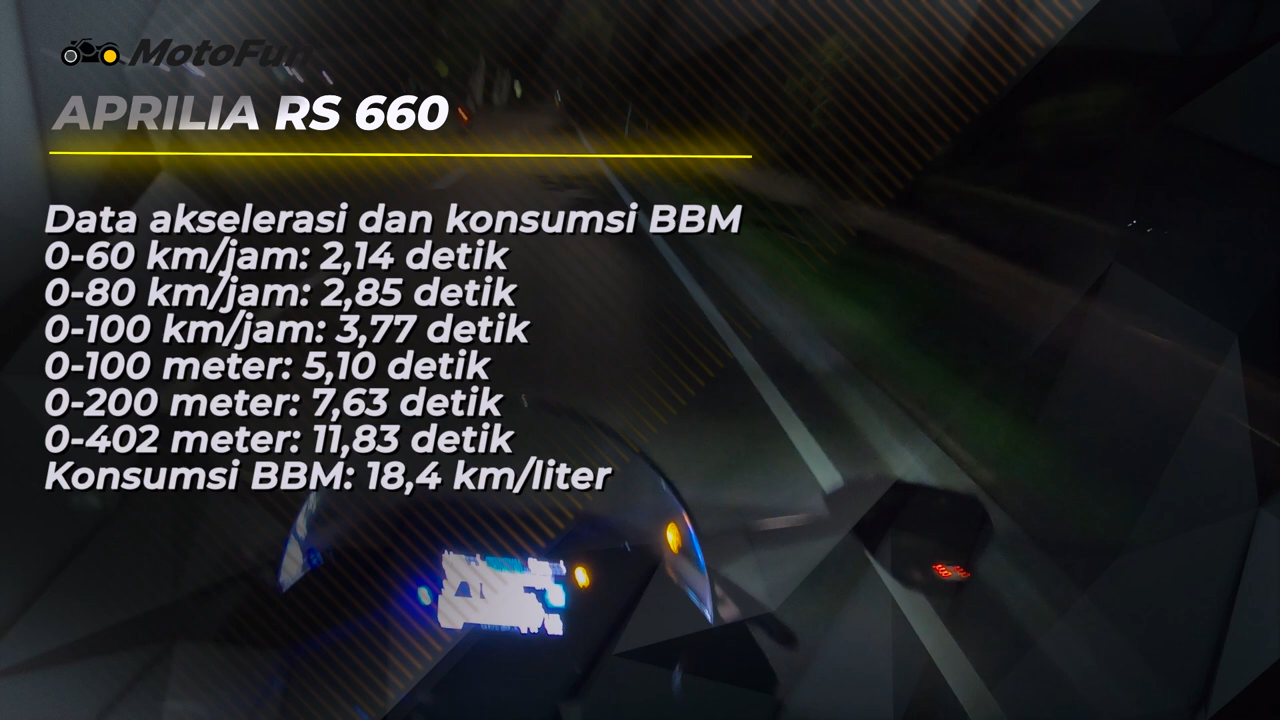 MotoFun
APRILIA RS 660
Data akselerasi dan konsumsi BBM
0-60 km/jam: 2,14 detik
0-80 km/jam: 2,85 detik
0-100 km/jam: 3,77 detik
0-100 meter: 5,10 detik
0-200 meter: 7,63 detik
0-402 meter: 11,83 detik
Konsumsi BBM: 18,4 km/liter